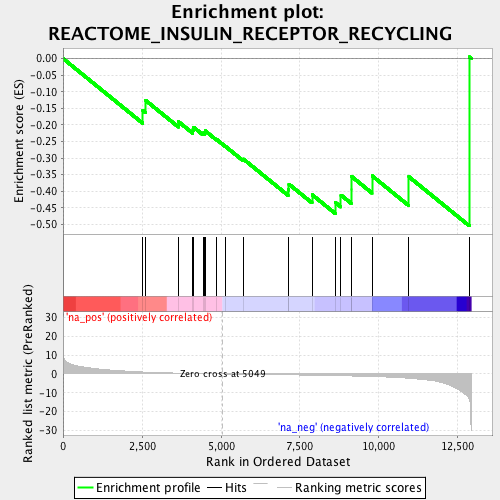 Enrichment plot:
REACTOME_INSULIN_RECEPTOR_RECYCLING
Enrichment score (ES)
0.00
-0.05
-0.10
-0.15
-0.20
-0.25
-0.30
-0.35
-0.40
-0.45
-0.50
'na_pos' (positively correlated)
Ranked list metric (PreRanked)
30
20
10
0
-10
-20
-30
Zero cross at 5049
'na_neg' (negatively correlated)
0
2,500
5,000
7,500
10,000
12,500
Rank in Ordered Dataset
Enrichment profile
Hits
Ranking metric scores